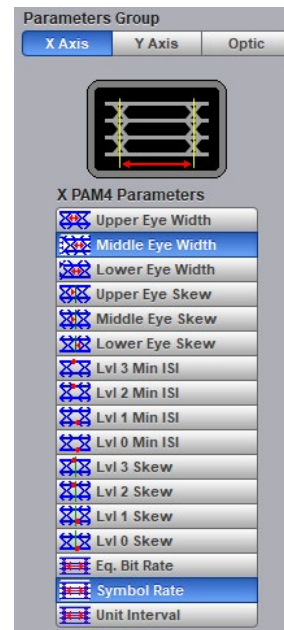 Parameters Group
X Axis Y Axis Optic
X PAM4 Parameters
Upper Eye Width
Middle Eye Width
Lower Eye Width
Upper Eye Skew
Middle Eye Skew
Lower Eye Skew
Lvl 3 Min ISI
Lvl 2 Min ISI
Lvl 1 Min ISI
Lvl 0 Min ISI
Lvl 3 Skew
Lvl 2 Skew
Lvl 1 Skew
Lvl 0 Skew
Eq. Bit Rate
Symbol Rate
Unit Interval